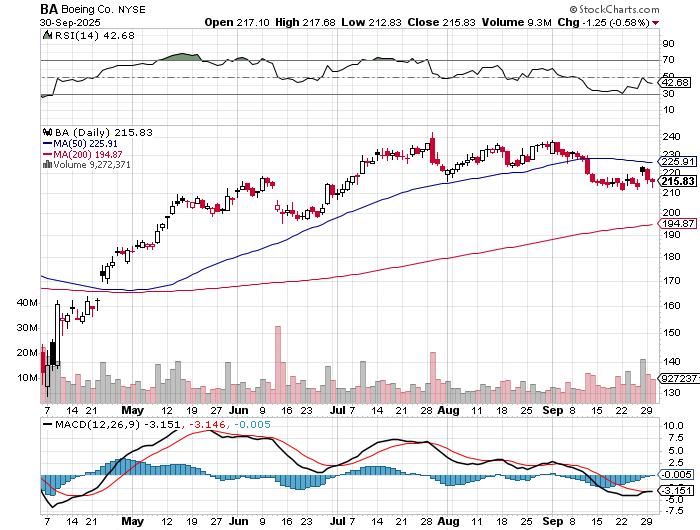 BA Boeing Co. NYSE © StockCharts.com
30-Sep-2025 Open 217.10 High 217.68 Low 212.83 Close 215.83 Volume 9.3M Chg -1.25 (-0.58%)
RSI(14) 42.68
90
70
50
42.68
30
10
BA (Daily) 215.83
MA(50) 225.91
MA(200) 194.87
Volume 9,272,371
240
230
225.91
220
215.83
210
200
194.87
190
180
170
160
150
140
130
40M
30M
20M
10M
9272371
7 14 21 May 12 19 27 Jun 9 16 23 Jul 7 14 21 28 Aug 11 18 25 Sep 8 15 22 29
MACD(12,26,9) -3.151, -3.146, -0.005
10.0
7.5
5.0
2.5
-0.005
-3.151
-5.0
-7.5
7 14 21 May 12 19 27 Jun 9 16 23 Jul 7 14 21 28 Aug 11 18 25 Sep 8 15 22 29